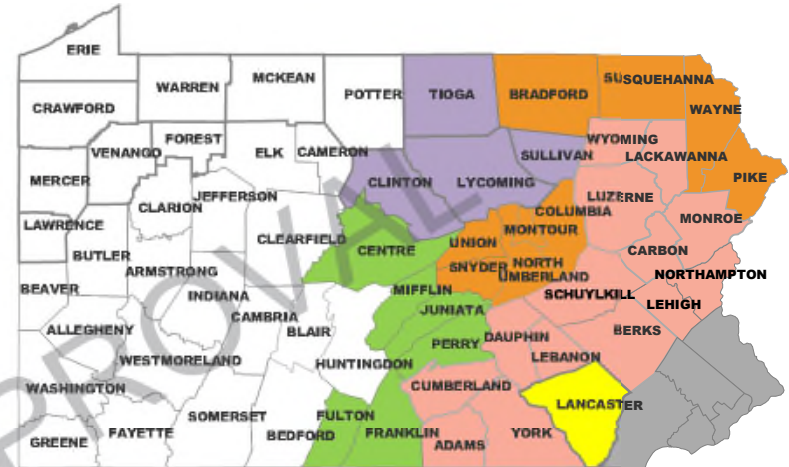 ERIE
WARREN
MCKEAN
POTTER
TIOGA
BRADFORD
SUSQUEHANNA
CRAWFORD
WAYNE
FOREST
VENANGO
ELK
CAMERON
WYOMING
SULLIVAN
LACKAWANNA
MERCER
CLINTON
LYCOMING
PIKE
JEFFERSON
CLARION
LUZERNE
COLUMBIA
MONROE
LAWRENCE
CLEARFIELD
CENTRE
UNION
MONTOUR
BUTLER
CARBON
ARMSTRONG
SNYDER
NORTH
UMBERLAND
NORTHAMPTON
BEAVER
INDIANA
MIFFLIN
SCHUYLKILL
LEHIGH
ALLEGHENY
CAMBRIA
BLAIR
JUNIATA
BERKS
WESTMORELAND
HUNTINGDON
PERRY
DAUPHIN
LEBANON
WASHINGTON
CUMBERLAND
SOMERSET
FULTON
LANCASTER
GREENE
FAYETTE
BEDFORD
FRANKLIN
ADAMS
YORK
PROVAL